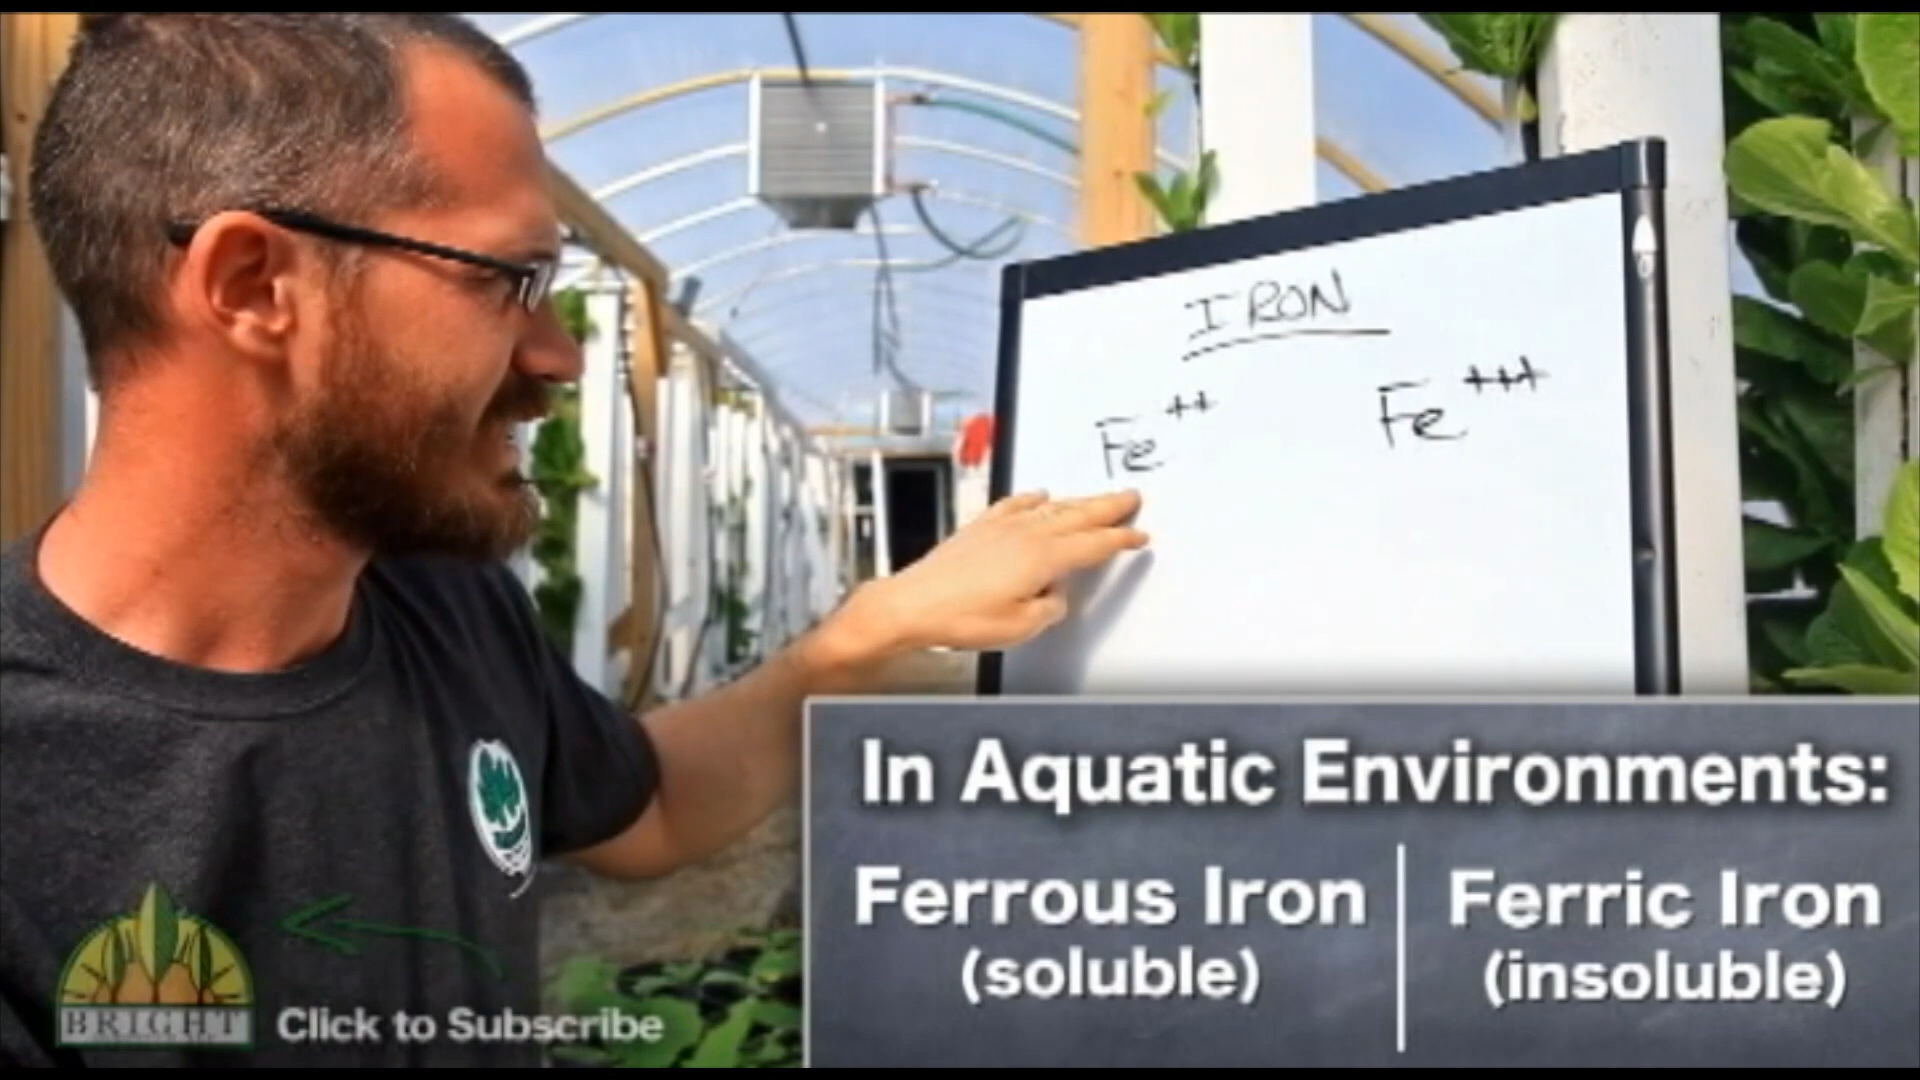 IRON
Fe++ Fe+++
In Aquatic Environments:
Ferrous Iron
(soluble)
Ferric Iron
(insoluble)
BRIGHT
Click to Subscribe